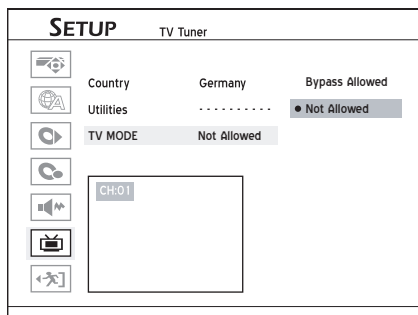 SETUP TV Tuner
Country Germany Bypass Allowed
Utilities - - - - - - - - - - • Not Allowed
TV MODE Not Allowed
CH:01